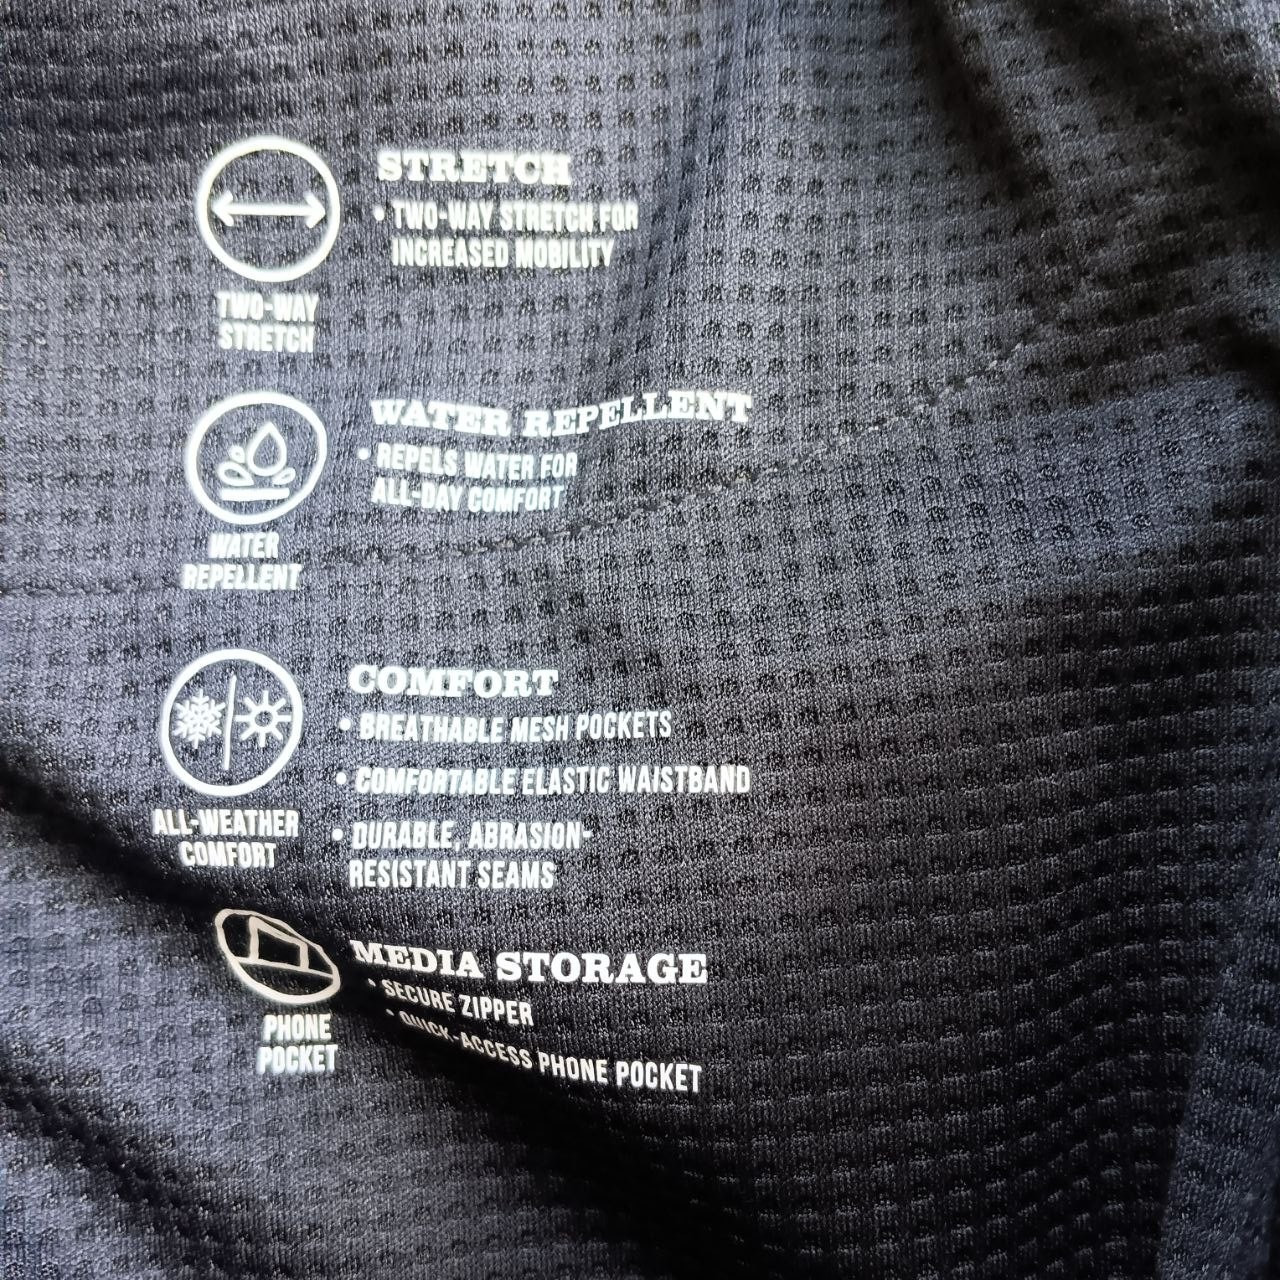 STRETCH
• TWO-WAY STRETCH FOR
INCREASED MOBILITY
TWO-WAY
STRETCH
WATER REPELLENT
• REPELS WATER FOR
ALL-DAY COMFORT
WATER
REPELLENT
COMFORT
• BREATHABLE MESH POCKETS
• COMFORTABLE ELASTIC WAISTBAND
• DURABLE, ABRASION-
RESISTANT SEAMS
ALL-WEATHER
COMFORT
MEDIA STORAGE
• SECURE ZIPPER
• QUICK-ACCESS PHONE POCKET
PHONE
POCKET